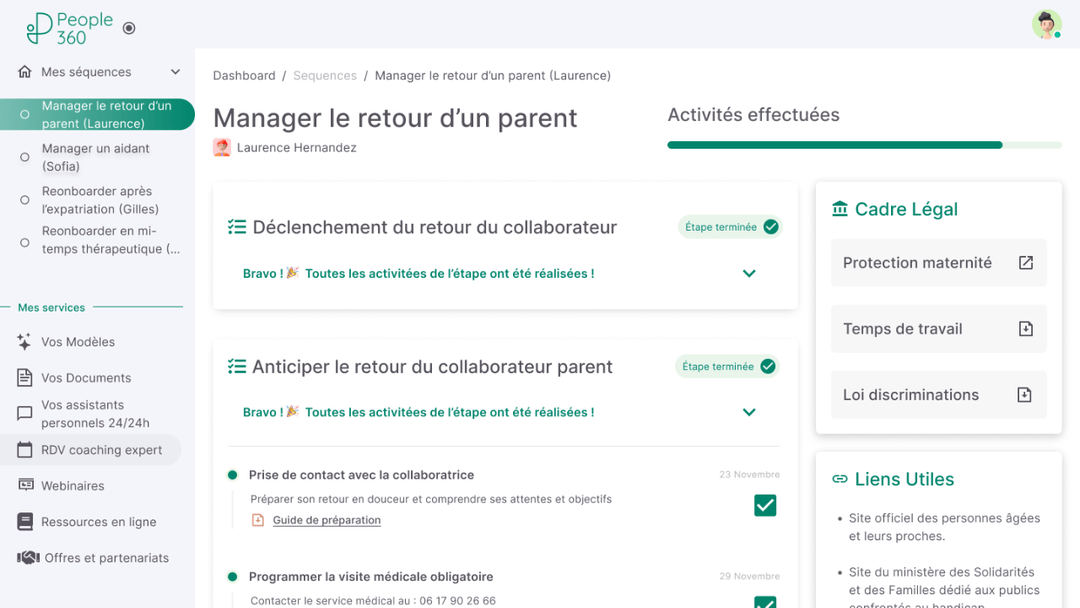 People
360
Mes séquences
Manager le retour d’un
parent (Laurence)
Manager un aidant
(Sofia)
Reonboarder après
l’expatriation (Gilles)
Reonboarder en mi-
temps thérapeutique (...
Mes services
Vos Modèles
Vos Documents
Vos assistants
personnels 24/24h
RDV coaching expert
Webinaires
Ressources en ligne
Offres et partenariats
Dashboard / Sequences / Manager le retour d’un parent (Laurence)
Manager le retour d’un parent
Laurence Hernandez
Activités effectuées
Déclenchement du retour du collaborateur
Étape terminée
Bravo ! 🎉 Toutes les activitées de l’étape ont été réalisées !
Anticiper le retour du collaborateur parent
Étape terminée
Bravo ! 🎉 Toutes les activitées de l’étape ont été réalisées !
Prise de contact avec la collaboratrice
23 Novembre
Préparer son retour en douceur et comprendre ses attentes et objectifs
Guide de préparation
Programmer la visite médicale obligatoire
29 Novembre
Contacter le service médical au : 06 17 90 26 66
Cadre Légal
Protection maternité
Temps de travail
Loi discriminations
Liens Utiles
• Site officiel des personnes âgées
et leurs proches.
• Site du ministère des Solidarités
et des Familles dédié aux publics
confrontés au handicap